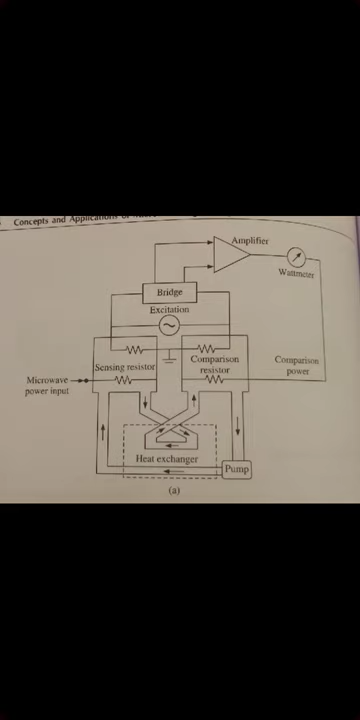 Concepts and Applications of
Amplifier
Wattmeter
Bridge
Excitation
Sensing resistor
Comparison
resistor
Comparison
power
Microwave
power input
Heat exchanger
Pump
(a)